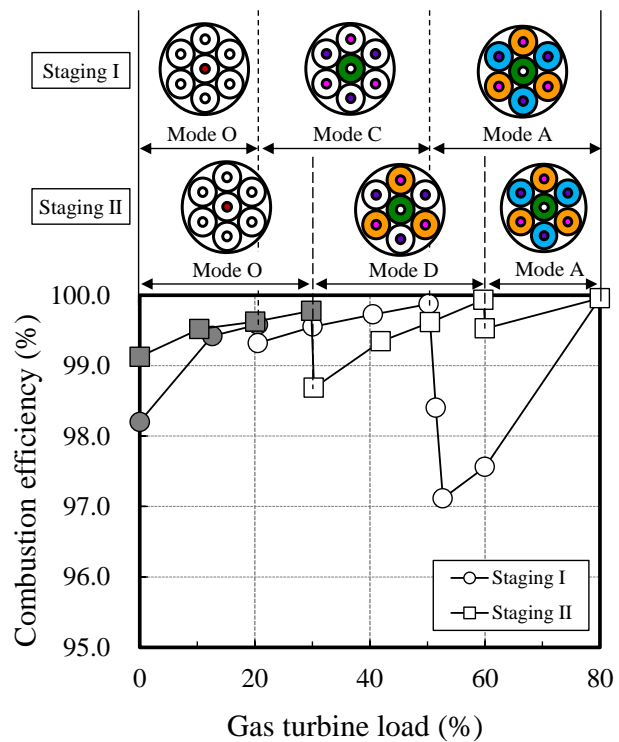 Staging I
Mode O
Mode C
Mode A
Staging II
Mode O
Mode D
Mode A
Combustion efficiency (%)
100.0
99.0
98.0
97.0
96.0
95.0
Staging I
Staging II
0
20
40
60
80
Gas turbine load (%)